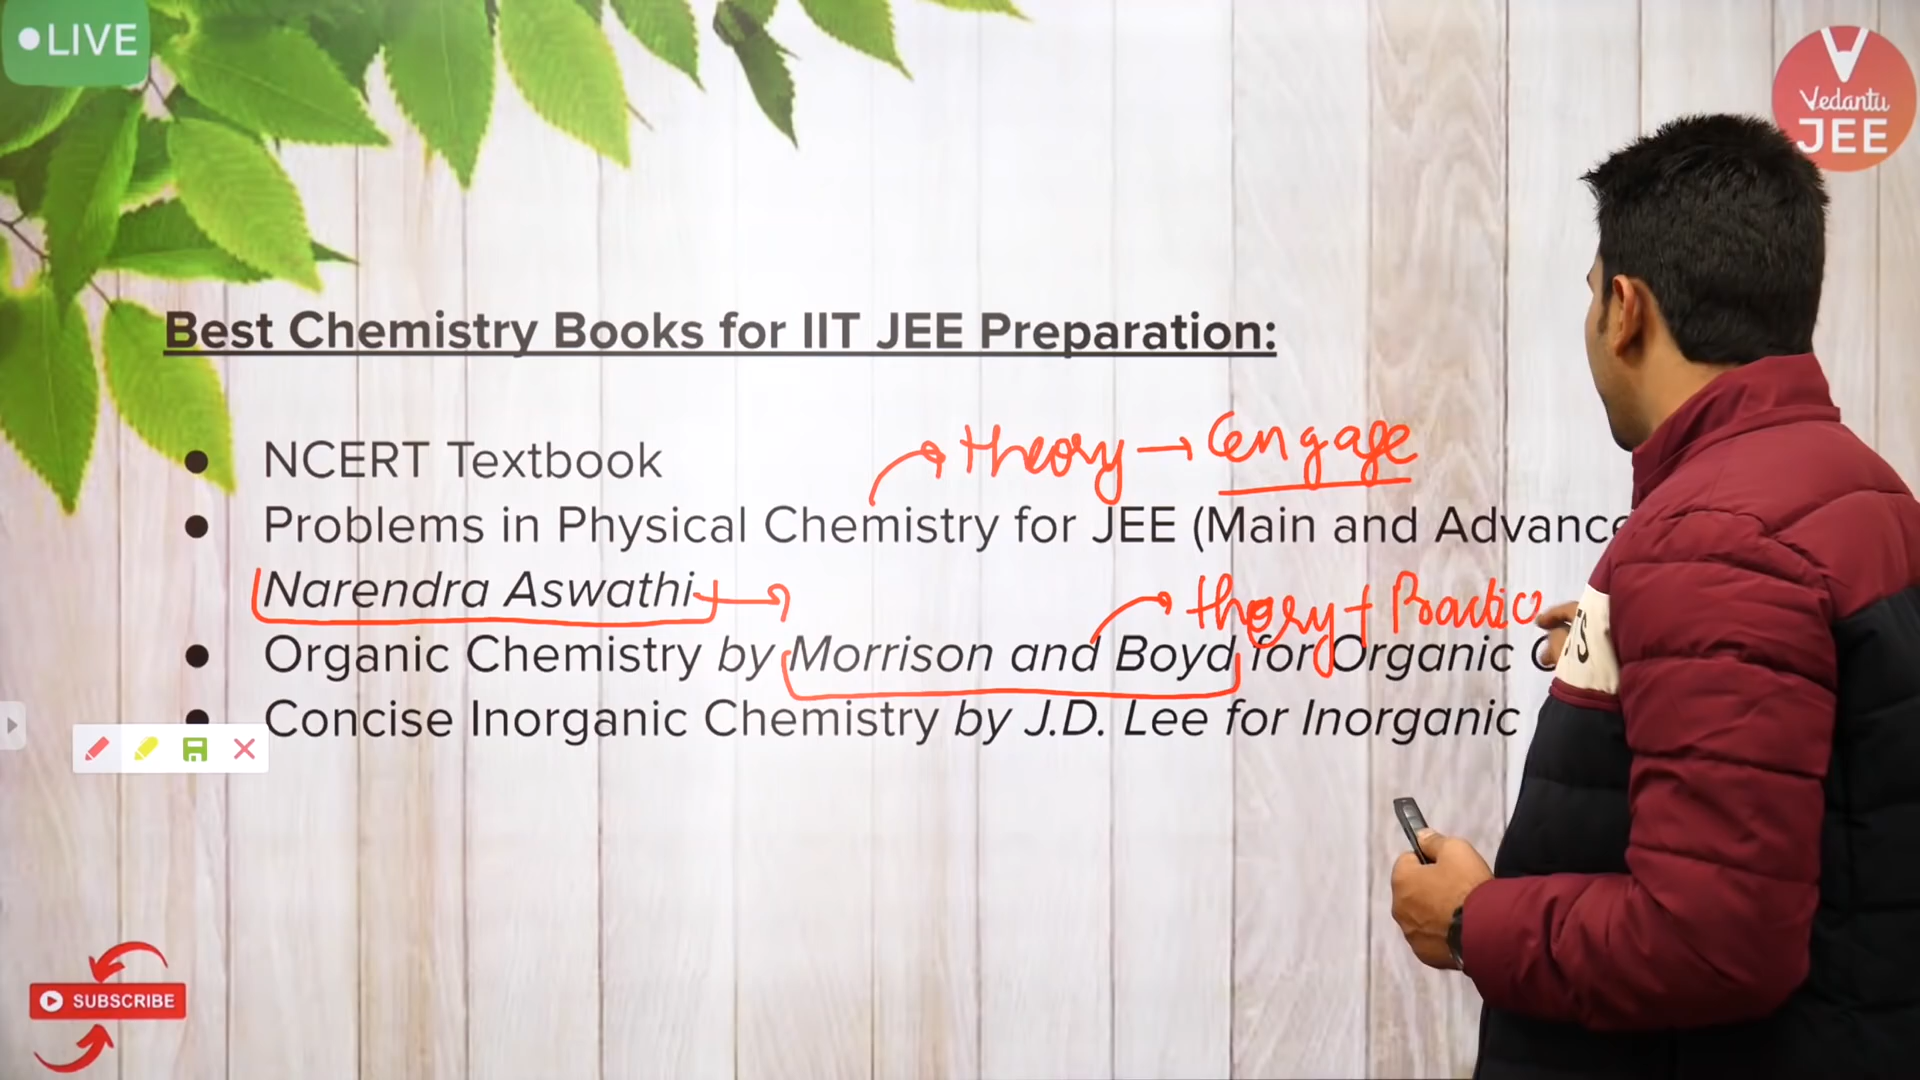 LIVE
Vedantu
JEE
Best Chemistry Books for IIT JEE Preparation:
NCERT Textbook
theory → Cengage
Problems in Physical Chemistry for JEE (Main and Advance
Narendra Aswathi
theory + Practic
Organic Chemistry by Morrison and Boyd for Organic C
Concise Inorganic Chemistry by J.D. Lee for Inorganic
SUBSCRIBE